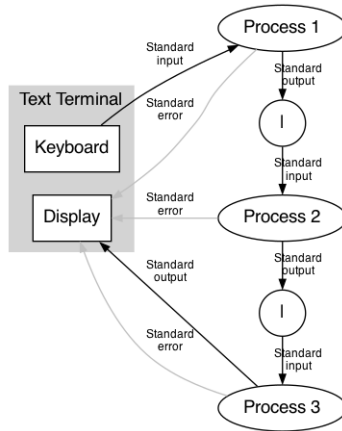 Process 1
Standard
input
Standard
output
Text Terminal
Standard
error
|
Keyboard
Standard
input
Display
Standard
error
Process 2
Standard
output
Standard
output
|
Standard
error
Standard
input
Process 3